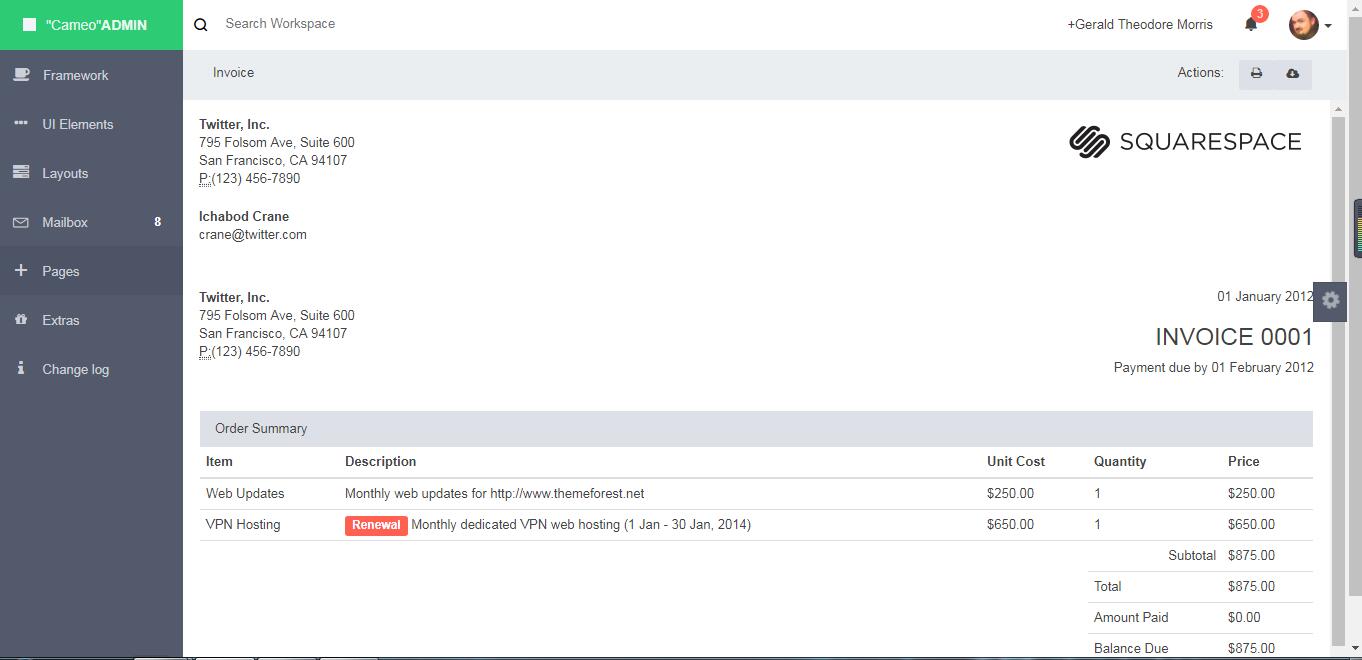 "Cameo"ADMIN
Search Workspace
+Gerald Theodore Morris
3
Framework
UI Elements
Layouts
Mailbox 8
Pages
Extras
Change log
Invoice
Actions:
Twitter, Inc.
795 Folsom Ave, Suite 600
San Francisco, CA 94107
P:(123) 456-7890
SQUARESPACE
Ichabod Crane
crane@twitter.com
Twitter, Inc.
795 Folsom Ave, Suite 600
San Francisco, CA 94107
P:(123) 456-7890
01 January 2012
INVOICE 0001
Payment due by 01 February 2012
Order Summary
Item Description Unit Cost Quantity Price
Web Updates Monthly web updates for http://www.themeforest.net $250.00 1 $250.00
VPN Hosting Renewal Monthly dedicated VPN web hosting (1 Jan - 30 Jan, 2014) $650.00 1 $650.00
Subtotal $875.00
Total $875.00
Amount Paid $0.00
Balance Due $875.00